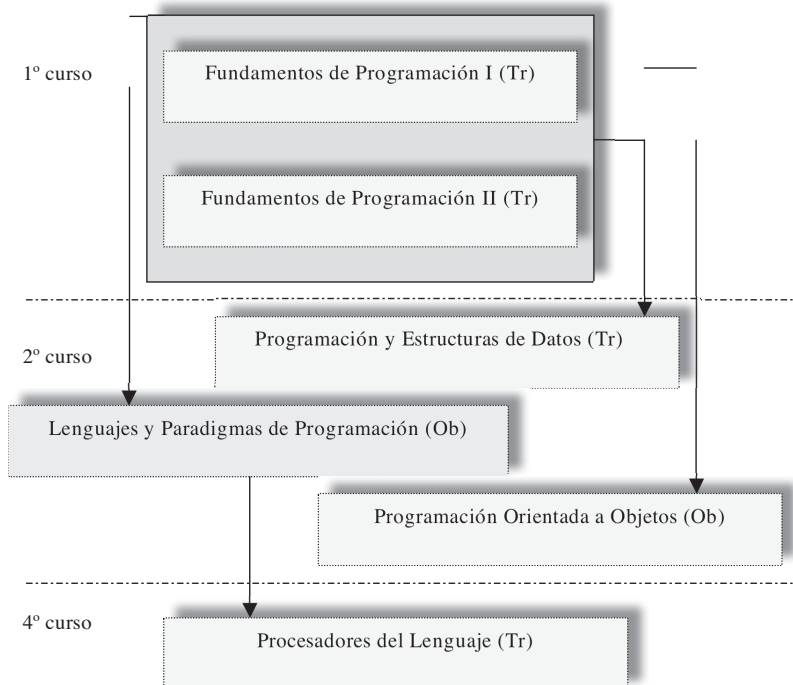 1º curso
Fundamentos de Programación I (Tr)
Fundamentos de Programación II (Tr)
2º curso
Programación y Estructuras de Datos (Tr)
Lenguajes y Paradigmas de Programación (Ob)
Programación Orientada a Objetos (Ob)
4º curso
Procesadores del Lenguaje (Tr)